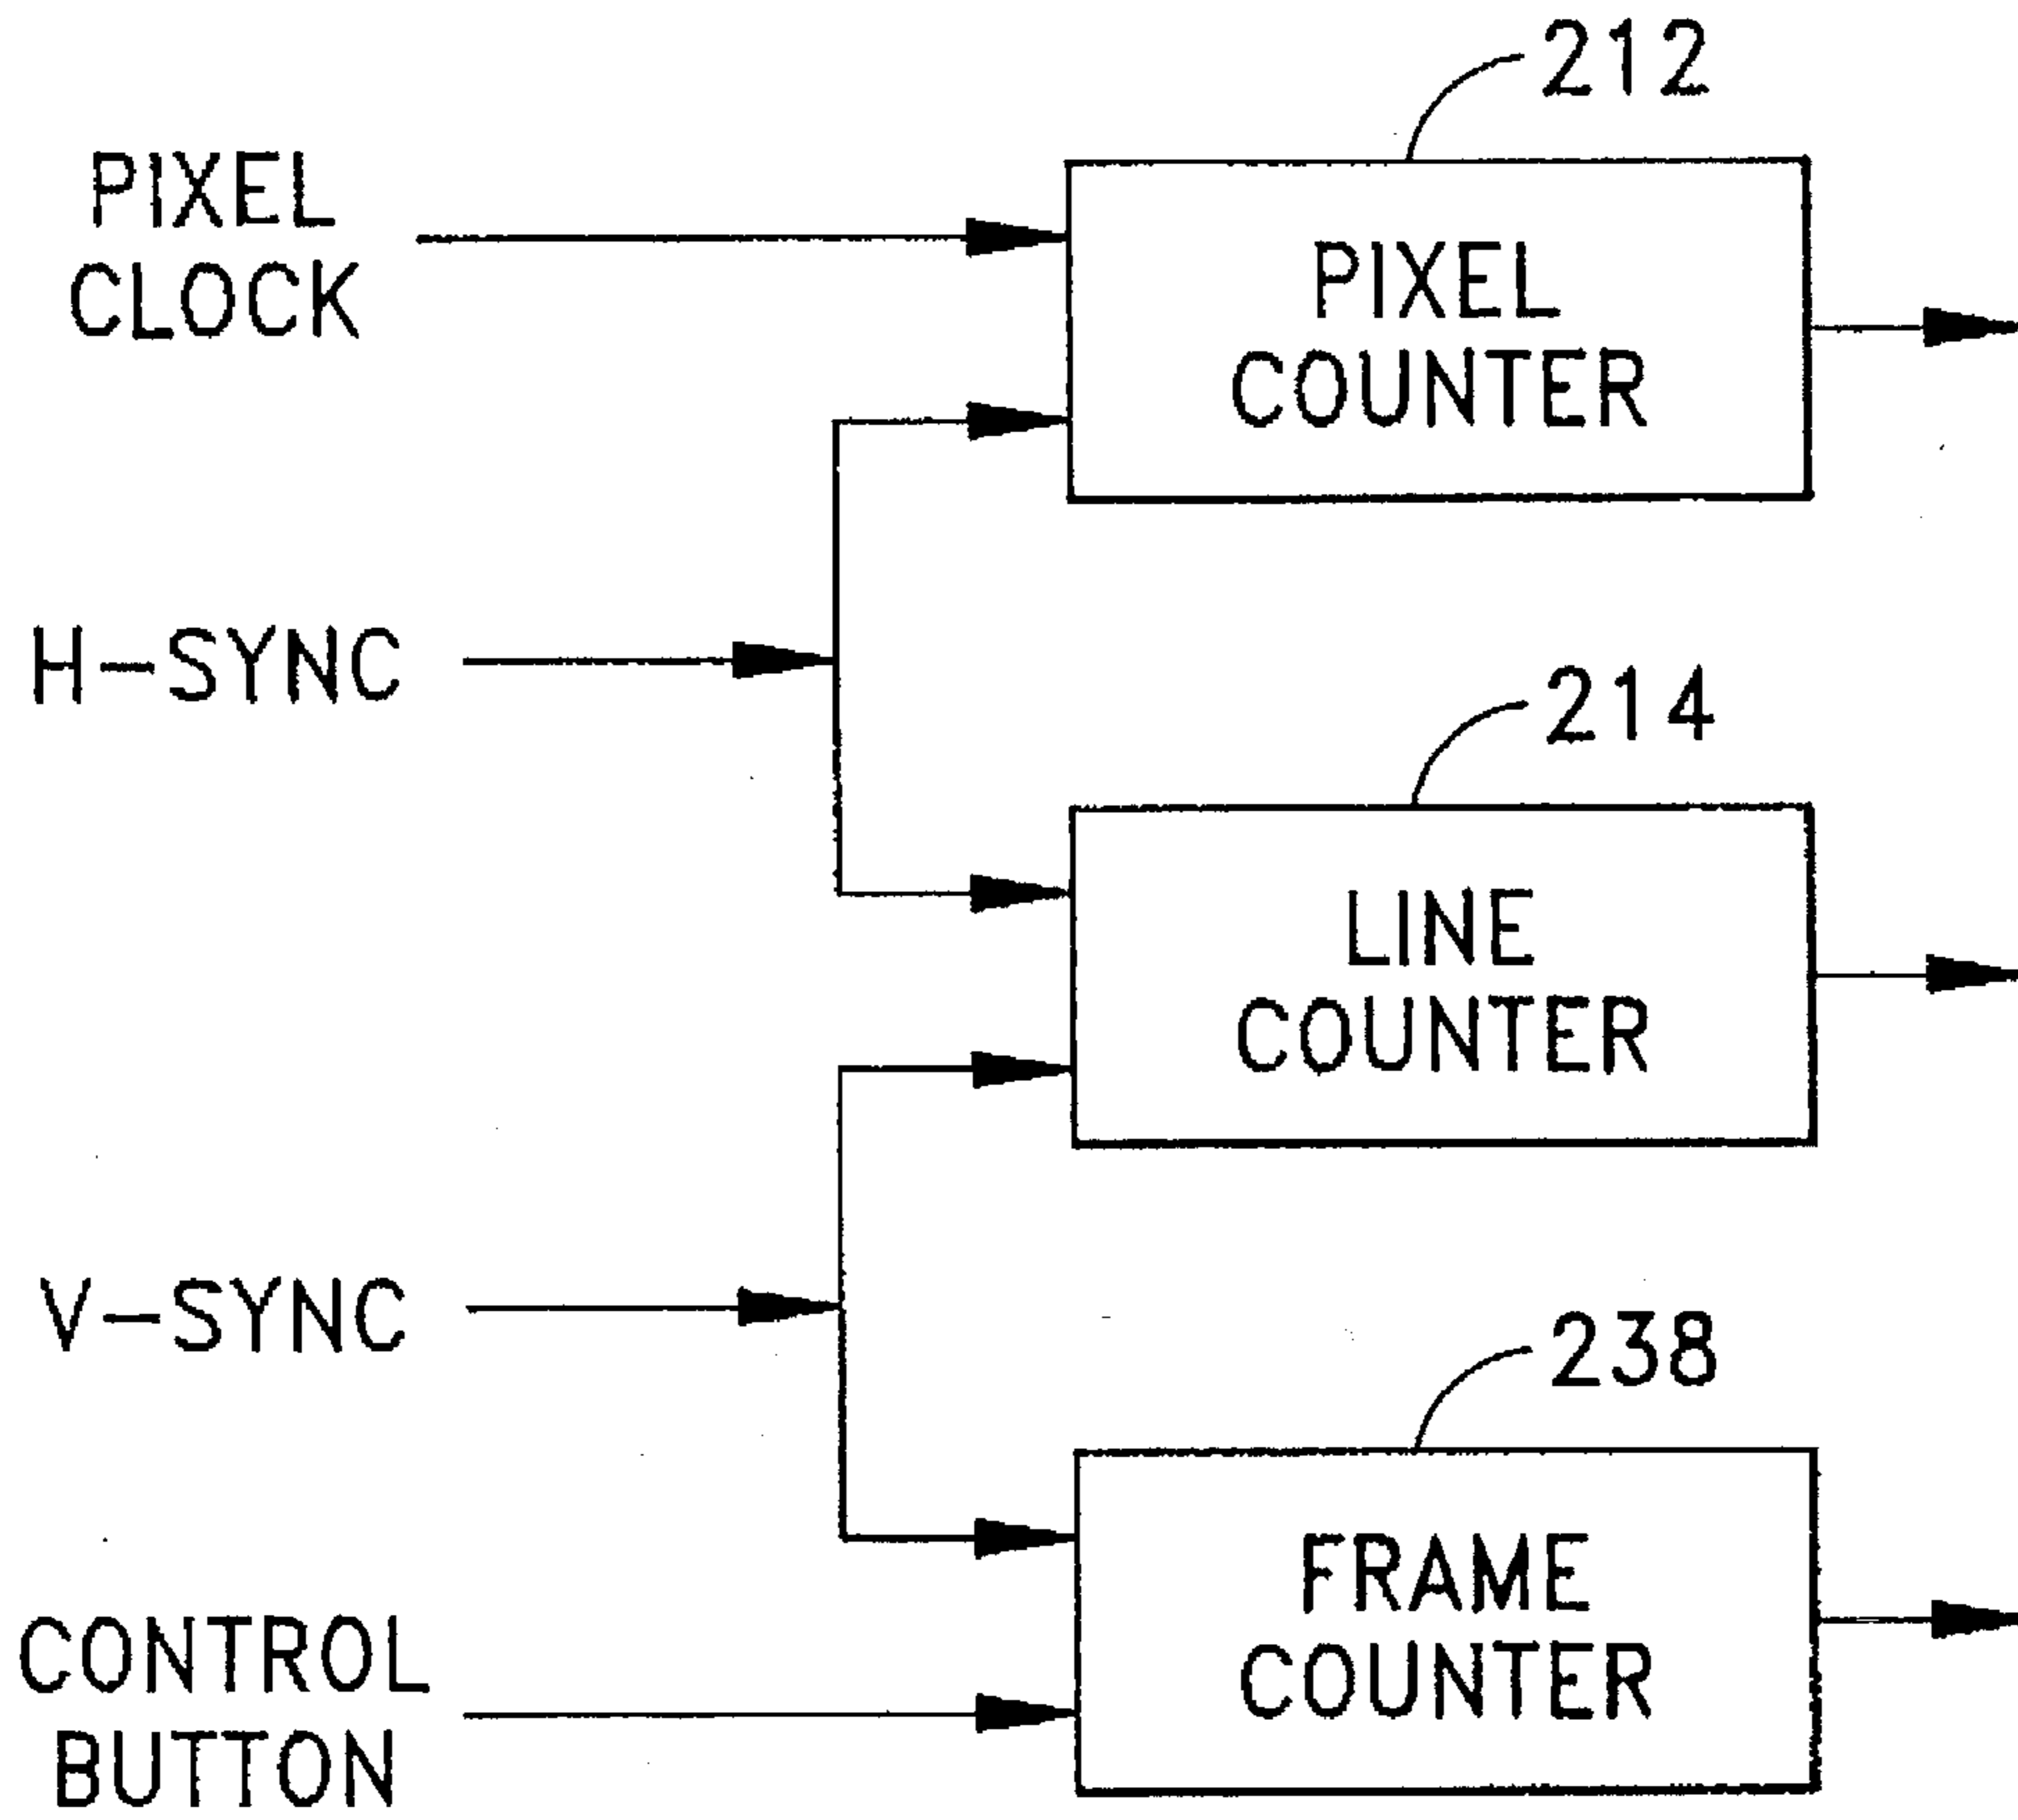 212
PIXEL
CLOCK
PIXEL
COUNTER
H-SYNC
214
LINE
COUNTER
V-SYNC
238
FRAME
COUNTER
CONTROL
BUTTON